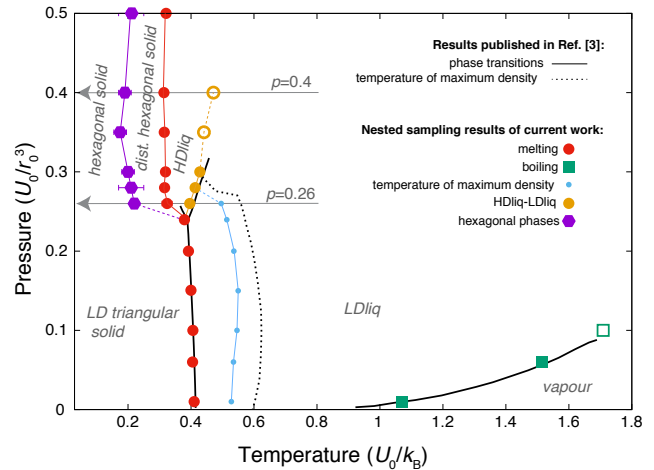 0.5
0.4
0.3
0.2
0.1
0
0.2
0.4
0.6
0.8
1
1.2
1.4
1.6
1.8
Pressure (U₀/r₀³)
Temperature (U₀/k_B)
hexagonal solid
dist. hexagonal solid
HDliq
p=0.4
p=0.26
LD triangular
solid
LDliq
vapour
Results published in Ref. [3]:
phase transitions
temperature of maximum density
Nested sampling results of current work:
melting
boiling
temperature of maximum density
HDliq-LDliq
hexagonal phases